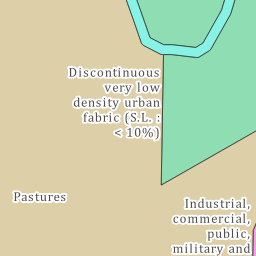 Discontinuous
very low
density urban
fabric (S.L. :
< 10%)
Pastures
Industrial,
commercial,
public,
military and